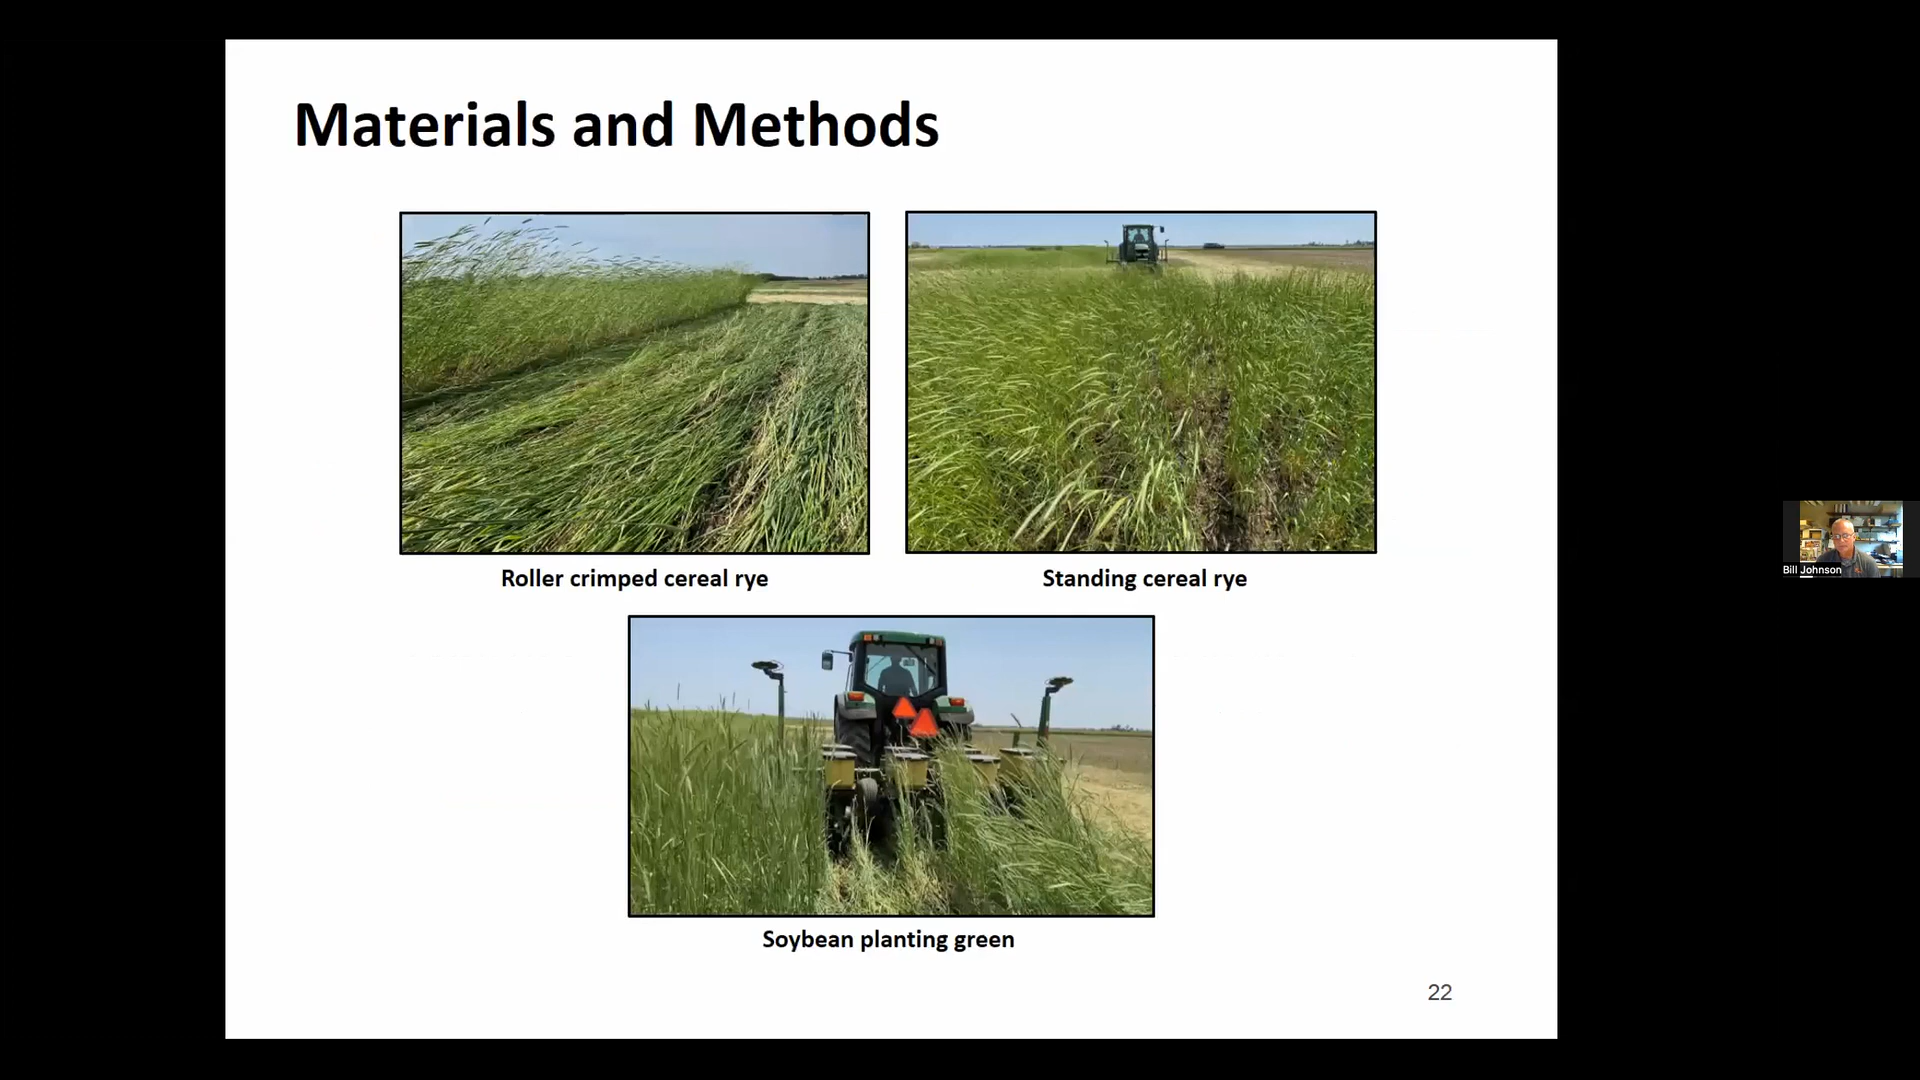 Materials and Methods
Roller crimped cereal rye
Standing cereal rye
Bill Johnson
Soybean planting green
22